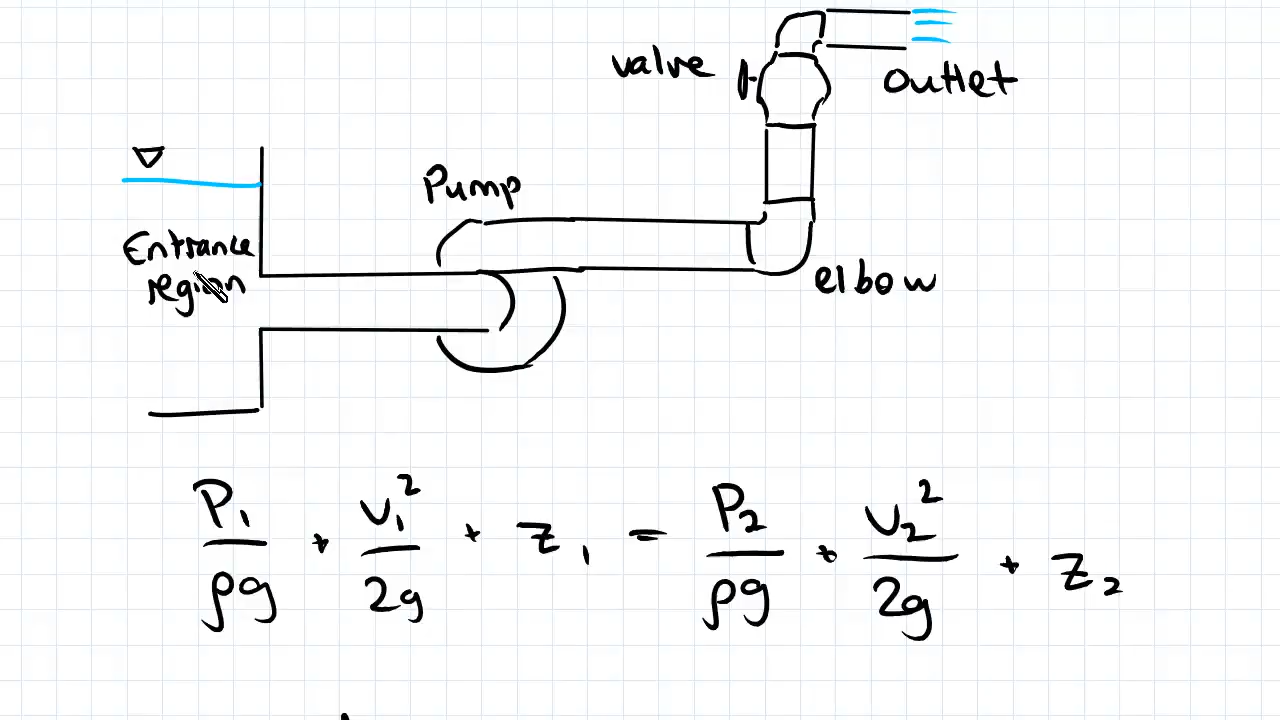 valve
outlet
Pump
Entrance
region
elbow
P₁/ρg + v₁²/2g + z₁ = P₂/ρg + v₂²/2g + z₂